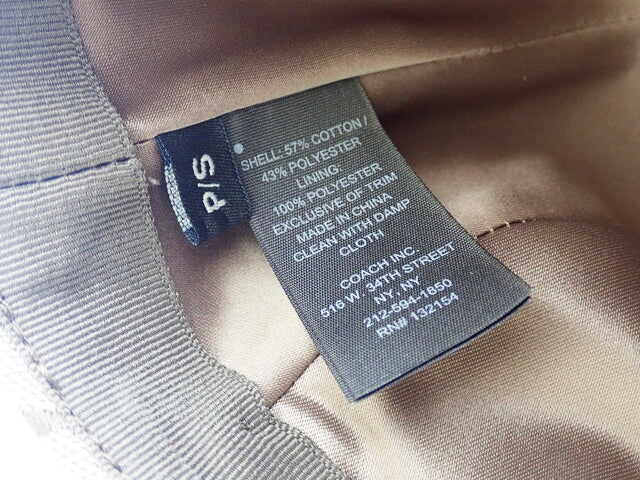 P/S
SHELL: 57% COTTON /
43% POLYESTER
LINING:
100% POLYESTER
EXCLUSIVE OF TRIM
MADE IN CHINA
CLEAN WITH DAMP
CLOTH
COACH INC
516 W 34TH STREET
NY, NY
212-594-1850
RN# 132154